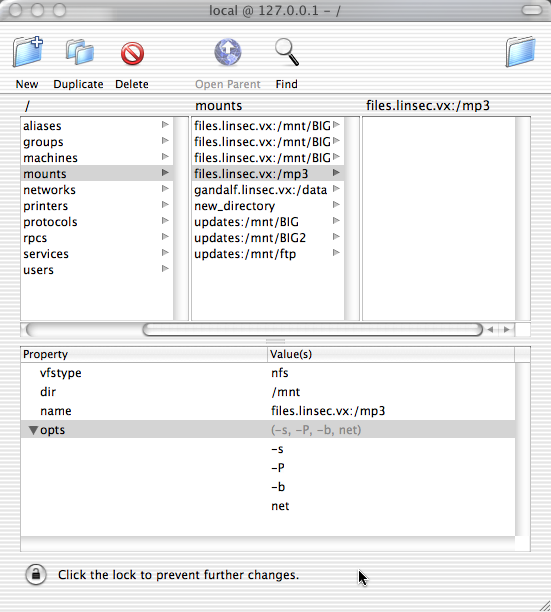 local @ 127.0.0.1 - /
New Duplicate Delete Open Parent Find
/ mounts files.linsec.vx:/mp3
aliases files.linsec.vx:/mnt/BIG
groups files.linsec.vx:/mnt/BIG
machines files.linsec.vx:/mnt/BIG
mounts files.linsec.vx:/mp3
networks gandalf.linsec.vx:/data
printers new_directory
protocols updates:/mnt/BIG
rpcs updates:/mnt/BIG2
services updates:/mnt/ftp
users
Property Value(s)
vfstype nfs
dir /mnt
name files.linsec.vx:/mp3
opts (-s, -P, -b, net)
-s
-P
-b
net
Click the lock to prevent further changes.